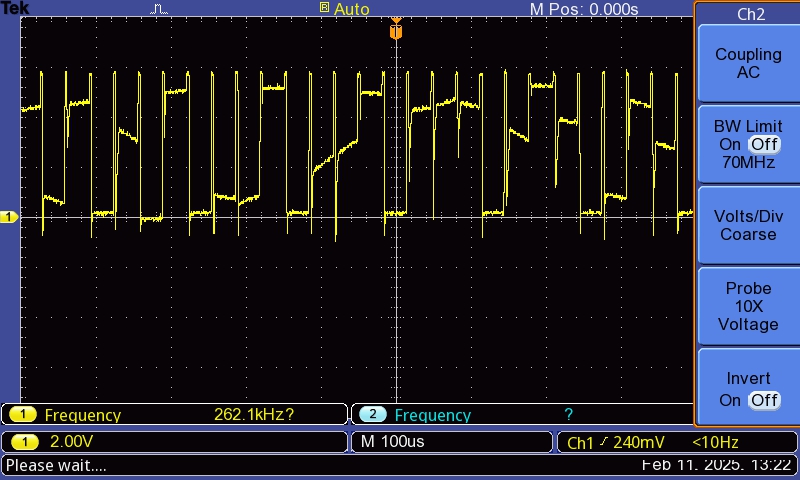 Tek
R Auto
M Pos: 0.000s
T
1
Ch2
Coupling
AC
BW Limit
On Off
70MHz
Volts/Div
Coarse
Probe
10X
Voltage
Invert
On Off
1 Frequency 262.1kHz?
2 Frequency ?
1 2.00V
M 100us
Ch1 240mV <10Hz
Please wait....
Feb 11, 2025, 13:22